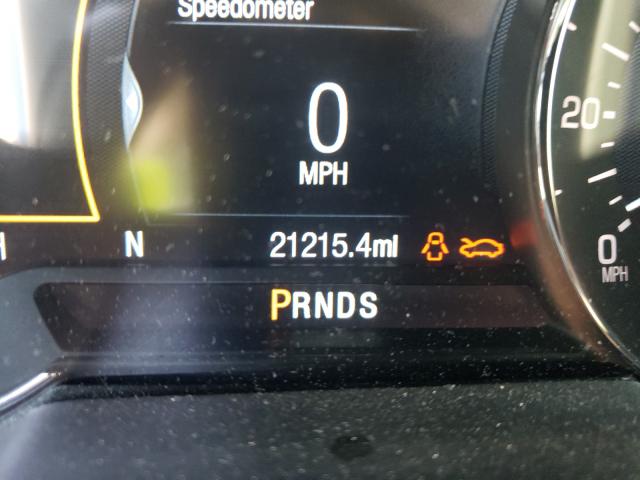 Speedometer
0
MPH
20
N
21215.4mi
0
MPH
PRNDS